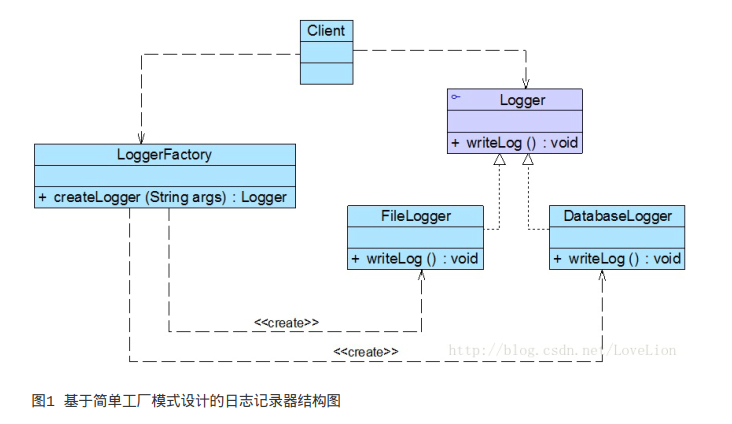 Client
Logger
+ writeLog () : void
LoggerFactory
+ createLogger (String args) : Logger
FileLogger
+ writeLog () : void
DatabaseLogger
+ writeLog () : void
<<create>>
<<create>>
http://blog.csdn.net/LoveLion
图1 基于简单工厂模式设计的日志记录器结构图